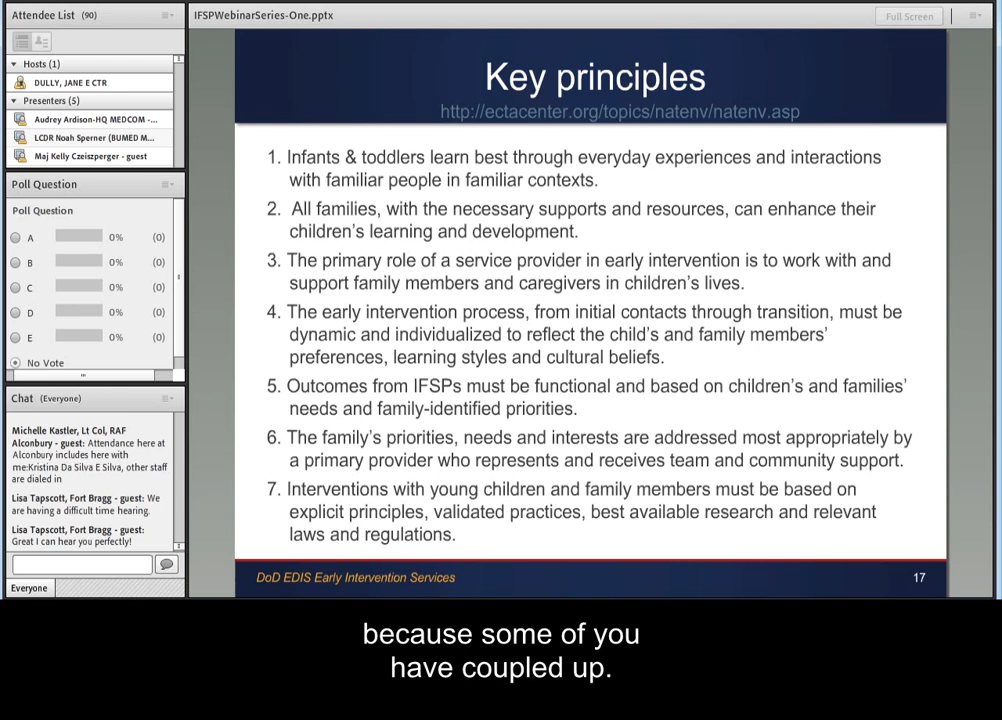 Attendee List (90)
Hosts (1)
DULLY, JANE E CTR
Presenters (5)
Audrey Ardison-HQ MEDCOM -...
LCDR Noah Sperner (BUMED M...
Maj Kelly Czeiszperger - guest
Poll Question
Poll Question
A 0% (0)
B 0% (0)
C 0% (0)
D 0% (0)
E 0% (0)
No Vote
Chat (Everyone)
Michelle Kastler, Lt Col, RAF
Alconbury - guest: Attendance here at
Alconbury includes here with
me:Kristina Da Silva E Silva, other staff
are dialed in
Lisa Tapscott, Fort Bragg - guest: We
are having a difficult time hearing.
Lisa Tapscott, Fort Bragg - guest:
Great I can hear you perfectly!
Everyone
IFSPWebinarSeries-One.pptx
Full Screen
Key principles
http://ectacenter.org/topics/natenv/natenv.asp
1. Infants & toddlers learn best through everyday experiences and interactions
with familiar people in familiar contexts.
2. All families, with the necessary supports and resources, can enhance their
children's learning and development.
3. The primary role of a service provider in early intervention is to work with and
support family members and caregivers in children's lives.
4. The early intervention process, from initial contacts through transition, must be
dynamic and individualized to reflect the child's and family members'
preferences, learning styles and cultural beliefs.
5. Outcomes from IFSPs must be functional and based on children's and families'
needs and family-identified priorities.
6. The family's priorities, needs and interests are addressed most appropriately by
a primary provider who represents and receives team and community support.
7. Interventions with young children and family members must be based on
explicit principles, validated practices, best available research and relevant
laws and regulations.
DoD EDIS Early Intervention Services
17
because some of you
have coupled up.